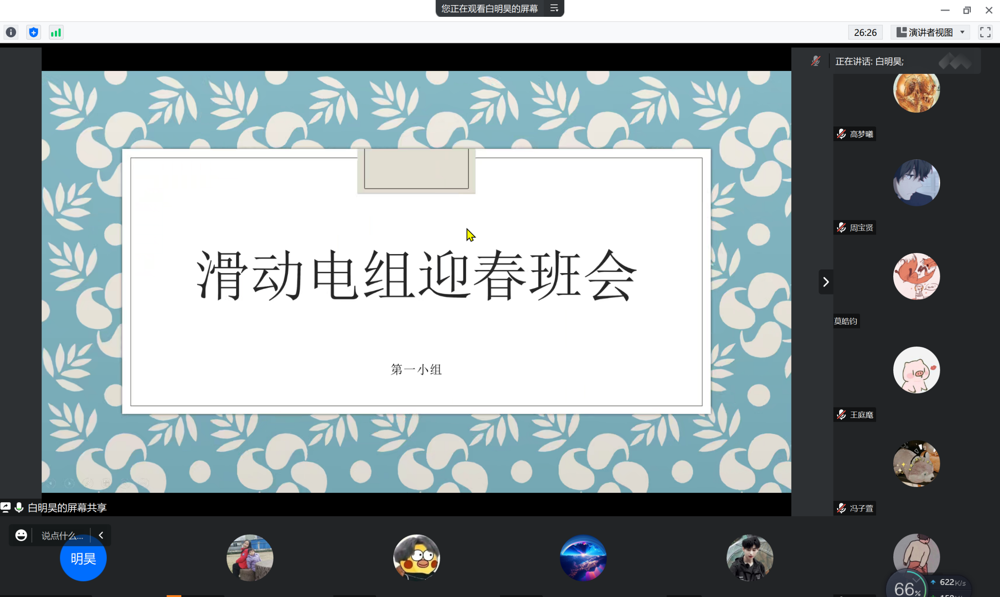 您正在观看白明昊的屏幕
26:26
演讲者视图
正在讲话: 白明昊;
高梦曦
周宝贤
滑动电组迎春班会
莫皓钧
第一小组
王庭麾
冯子萱
白明昊的屏幕共享
说点什么...
明昊
622K/s
66%